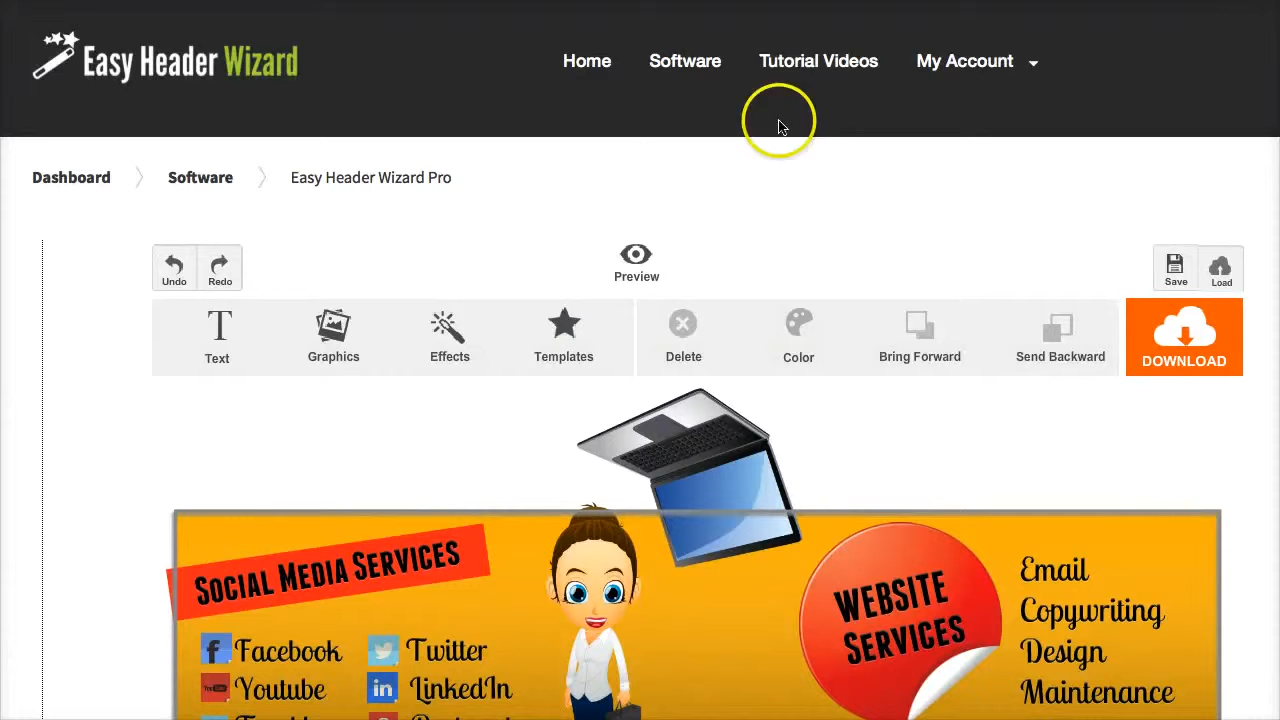 Easy Header Wizard
Home Software Tutorial Videos My Account
Dashboard Software Easy Header Wizard Pro
Undo Redo Preview Save Load
Text Graphics Effects Templates Delete Color Bring Forward Send Backward DOWNLOAD
SOCIAL MEDIA SERVICES
Facebook Twitter
Youtube LinkedIn
WEBSITE
SERVICES
Email
Copywriting
Design
Maintenance